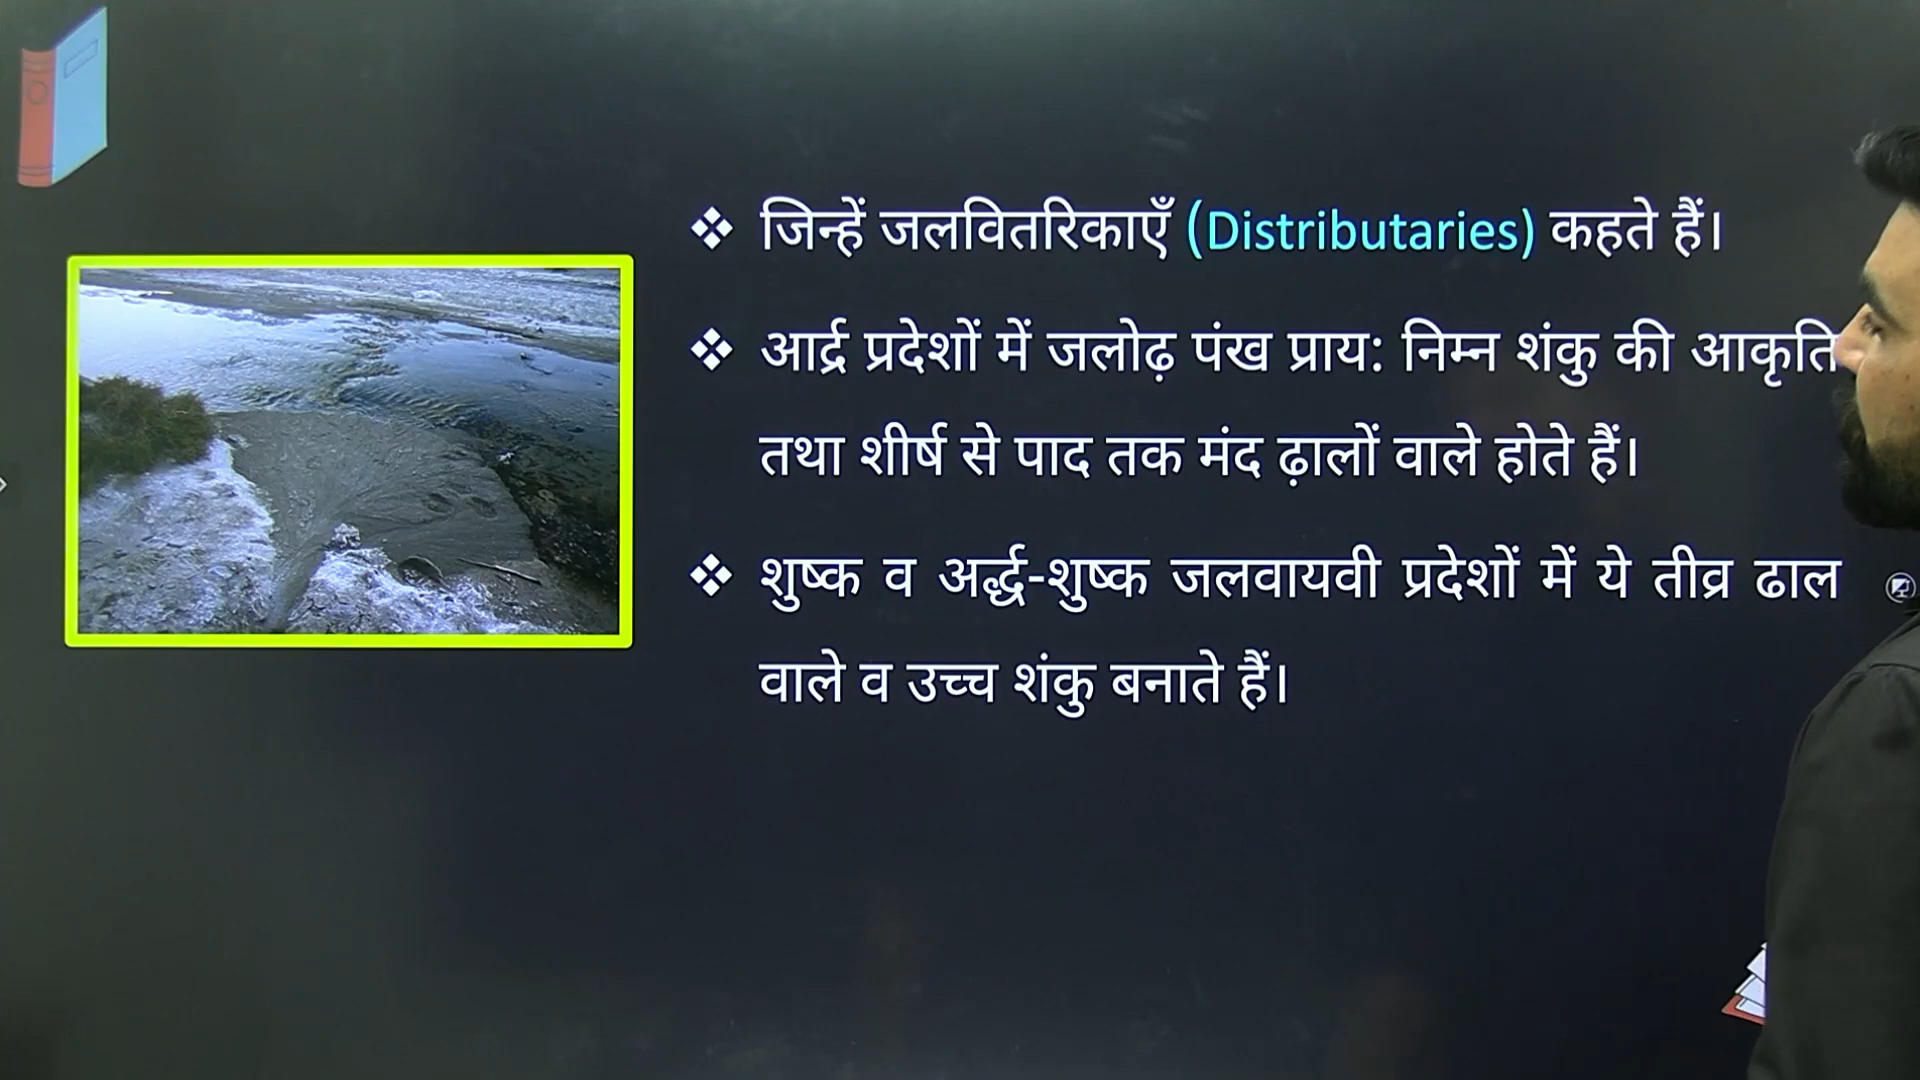 ❖ जिन्हें जलवितरिकाएँ (Distributaries) कहते हैं।
❖ आर्द्र प्रदेशों में जलोढ़ पंख प्राय: निम्न शंकु की आकृति
तथा शीर्ष से पाद तक मंद ढ़ालों वाले होते हैं।
❖ शुष्क व अर्द्ध-शुष्क जलवायवी प्रदेशों में ये तीव्र ढाल
वाले व उच्च शंकु बनाते हैं।